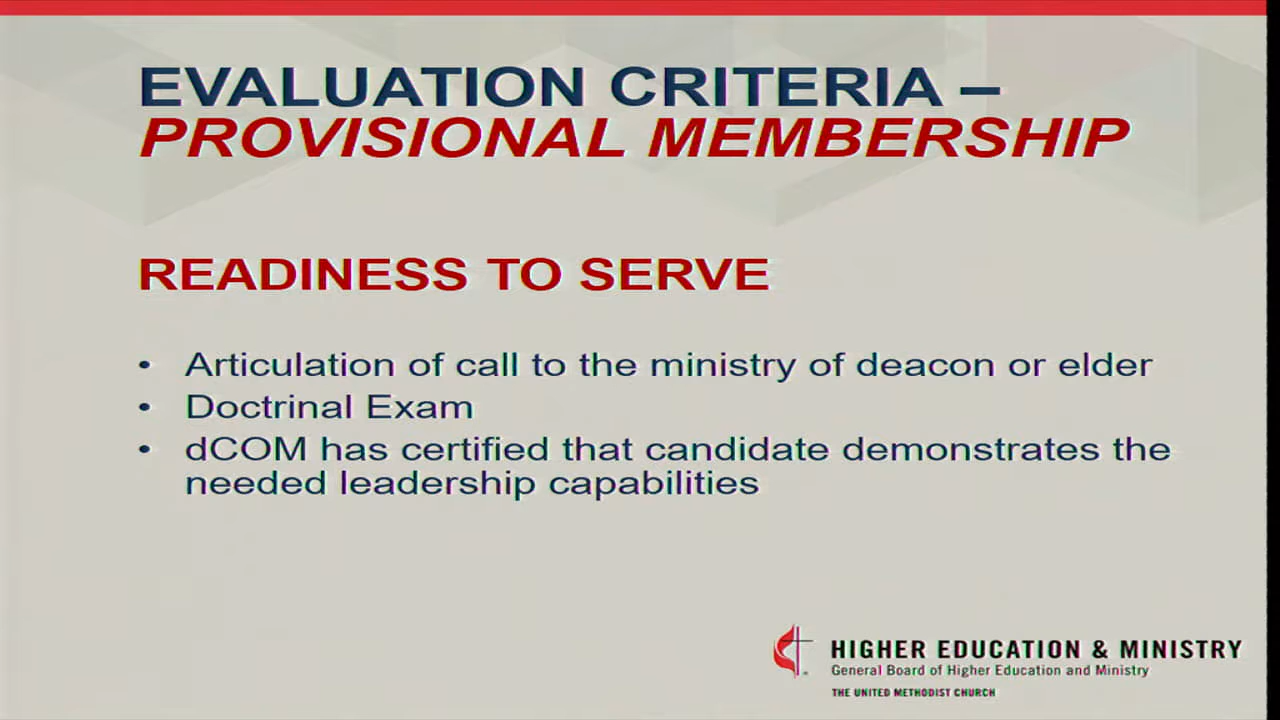 EVALUATION CRITERIA –
PROVISIONAL MEMBERSHIP
READINESS TO SERVE
• Articulation of call to the ministry of deacon or elder
• Doctrinal Exam
• dCOM has certified that candidate demonstrates the
needed leadership capabilities
HIGHER EDUCATION & MINISTRY
General Board of Higher Education and Ministry
THE UNITED METHODIST CHURCH